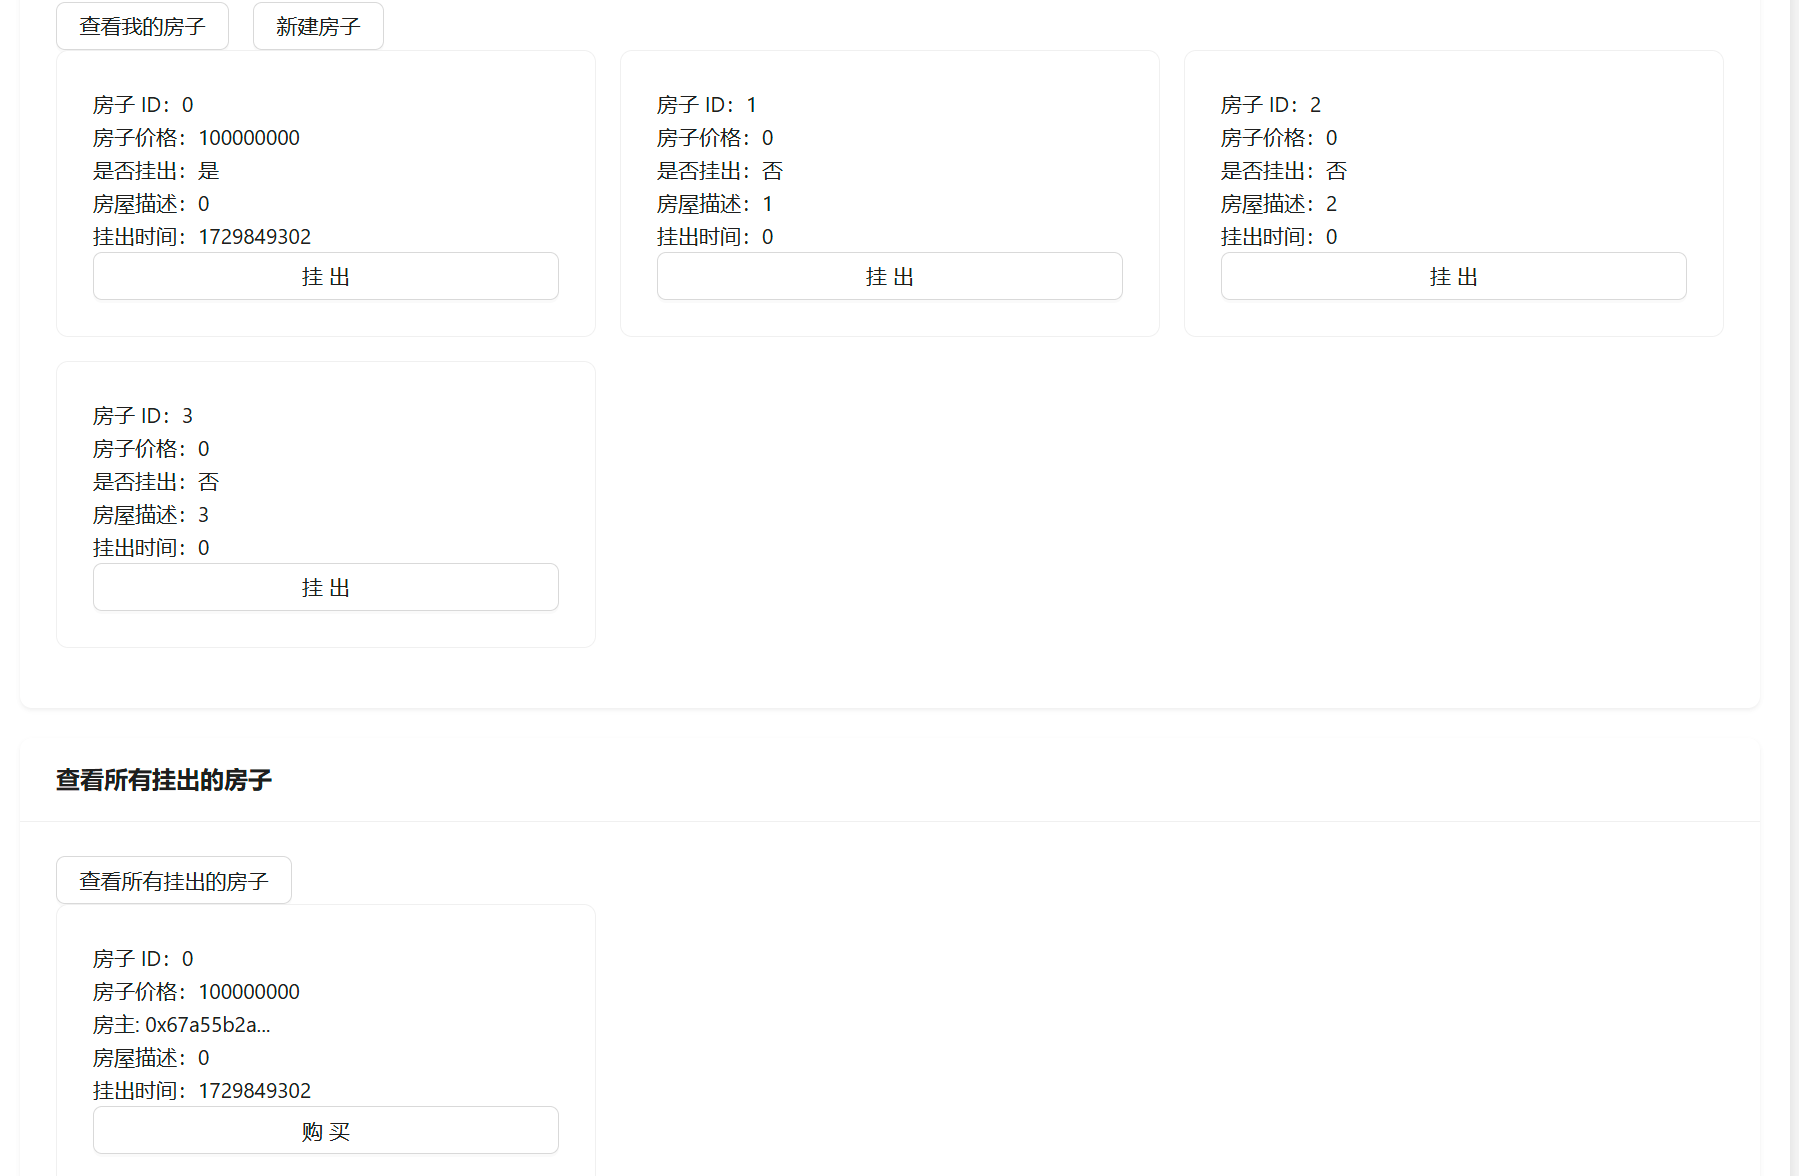 查看我的房子
新建房子
房子 ID：0
房子价格：100000000
是否挂出：是
房屋描述：0
挂出时间：1729849302
挂 出
房子 ID：1
房子价格：0
是否挂出：否
房屋描述：1
挂出时间：0
挂 出
房子 ID：2
房子价格：0
是否挂出：否
房屋描述：2
挂出时间：0
挂 出
房子 ID：3
房子价格：0
是否挂出：否
房屋描述：3
挂出时间：0
挂 出
查看所有挂出的房子
查看所有挂出的房子
房子 ID：0
房子价格：100000000
房主: 0x67a55b2a...
房屋描述：0
挂出时间：1729849302
购 买